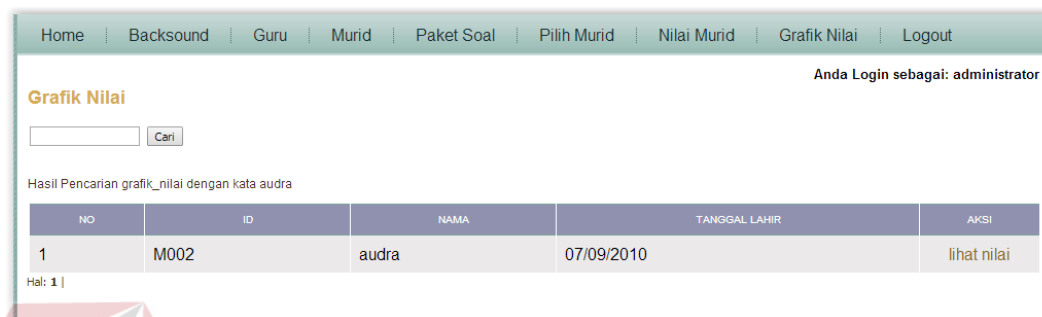 Home Backsound Guru Murid Paket Soal Pilih Murid Nilai Murid Grafik Nilai Logout
Anda Login sebagai: administrator
Grafik Nilai
Cari
Hasil Pencarian grafik_nilai dengan kata audra
NO ID NAMA TANGGAL LAHIR AKSI
1 M002 audra 07/09/2010 lihat nilai
Hal: 1 |